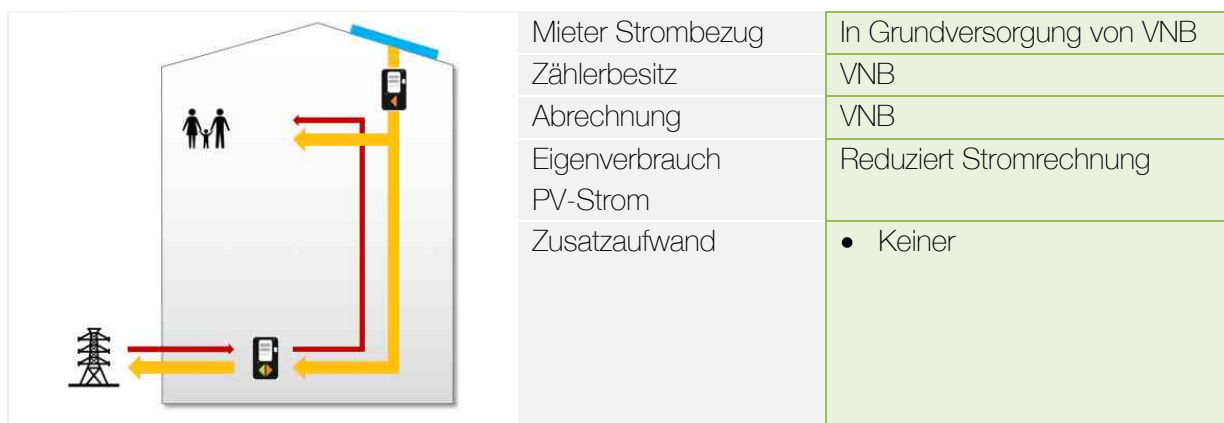 Mieter Strombezug In Grundversorgung von VNB
Zählerbesitz VNB
Abrechnung VNB
Eigenverbrauch Reduziert Stromrechnung
PV-Strom
Zusatzaufwand • Keiner